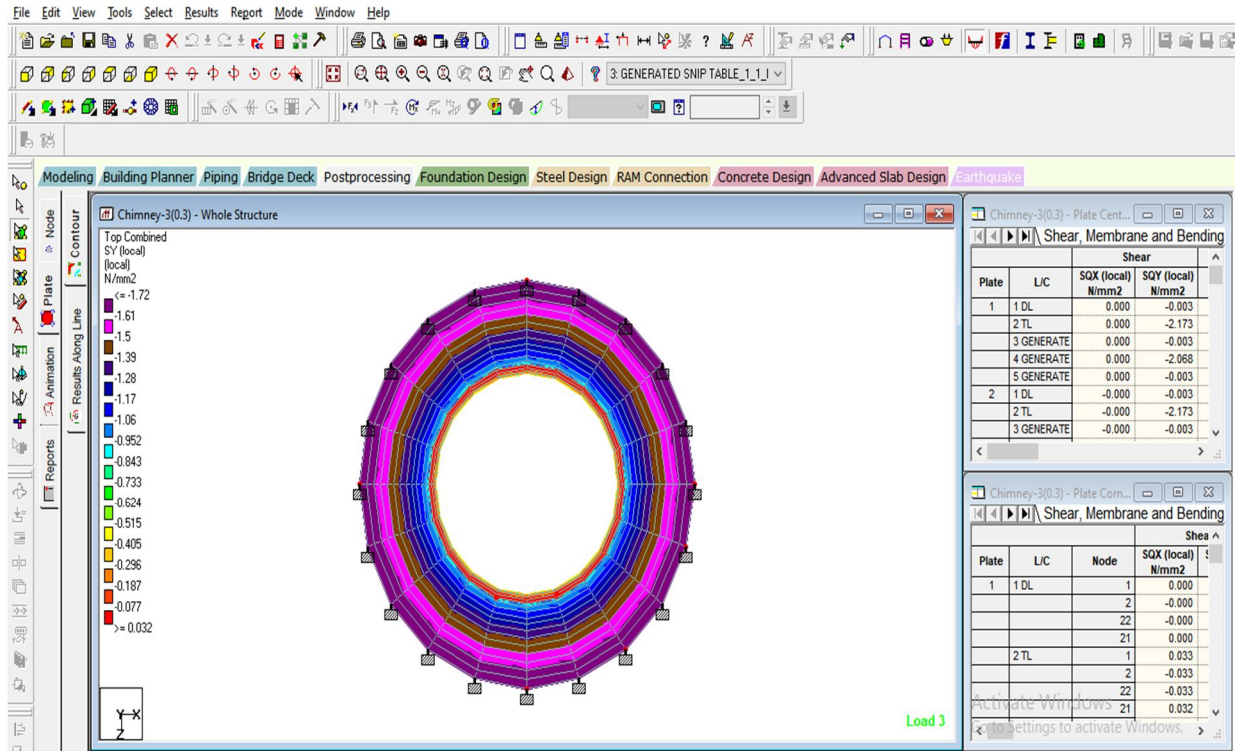 File Edit View Tools Select Results Report Mode Window Help
3: GENERATED SNIP TABLE_1_1_I
Modeling Building Planner Piping Bridge Deck Postprocessing Foundation Design Steel Design RAM Connection Concrete Design Advanced Slab Design Earthquake
Node
Plate
Animation
Reports
Contour
Results Along Line
Chimney-3(0.3) - Whole Structure
Top Combined
SY (local)
(local)
N/mm2
<= -1.72
-1.61
-1.5
-1.39
-1.28
-1.17
-1.06
-0.952
-0.843
-0.733
-0.624
-0.515
-0.405
-0.296
-0.187
-0.077
>= 0.032
Y X
Z
Load 3
Chimney-3(0.3) - Plate Cent...
Shear, Membrane and Bending
Shear
Plate L/C SQX (local) N/mm2 SQY (local) N/mm2
1 1 DL 0.000 -0.003
2 TL 0.000 -2.173
3 GENERATE 0.000 -0.003
4 GENERATE 0.000 -2.068
5 GENERATE 0.000 -0.003
2 1 DL -0.000 -0.003
2 TL -0.000 -2.173
3 GENERATE -0.000 -0.003
Chimney-3(0.3) - Plate Corn...
Shear, Membrane and Bending
Shea
Plate L/C Node SQX (local) N/mm2 S
1 1 DL 1 0.000
2 -0.000
22 -0.000
21 0.000
2 TL 1 0.033
2 -0.033
22 -0.033
21 0.032
Activate Windows
Go to Settings to activate Windows.